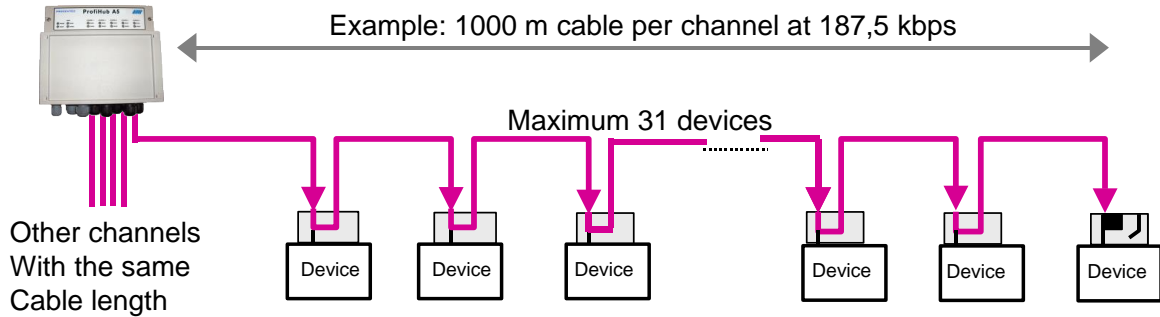 ProfiHub A5
Example: 1000 m cable per channel at 187,5 kbps
Maximum 31 devices
Other channels
With the same
Cable length
Device
Device
Device
Device
Device
Device